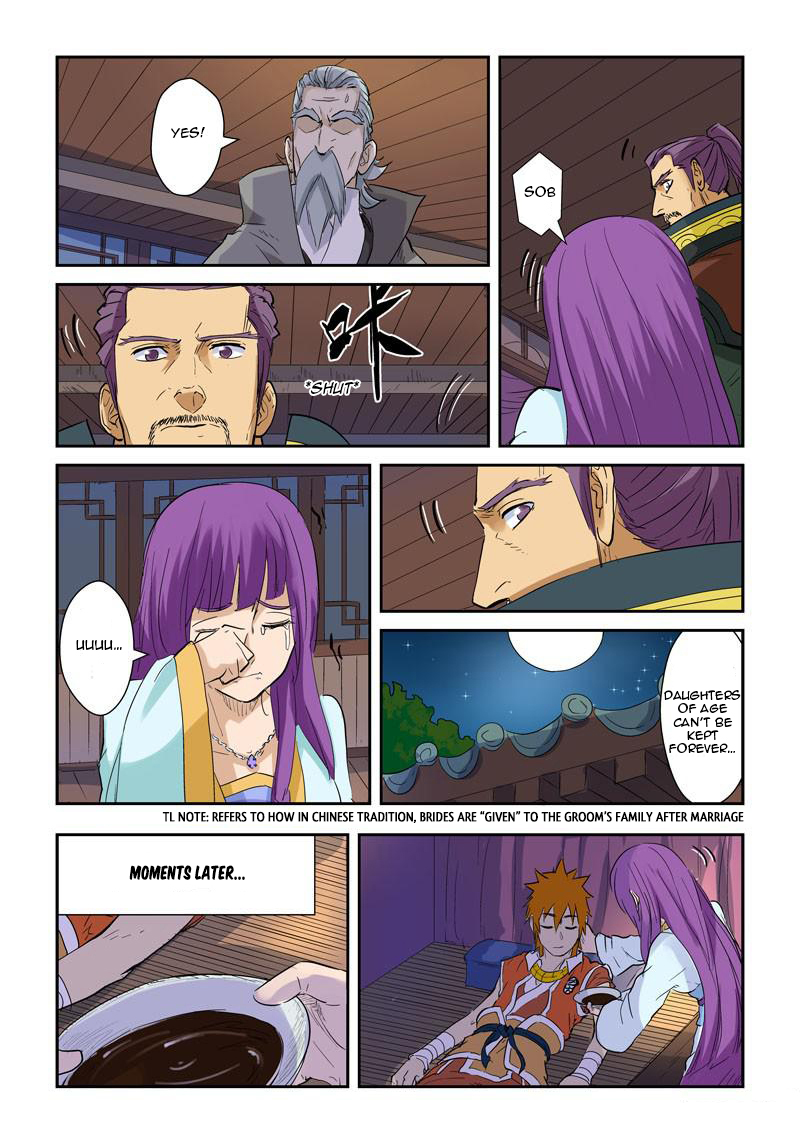 YES!
SOB
咔
*SHUT*
UUUU...
DAUGHTERS
OF AGE
CAN'T BE
KEPT
FOREVER...
TL NOTE: REFERS TO HOW IN CHINESE TRADITION, BRIDES ARE "GIVEN" TO THE GROOM'S FAMILY AFTER MARRIAGE
MOMENTS LATER...